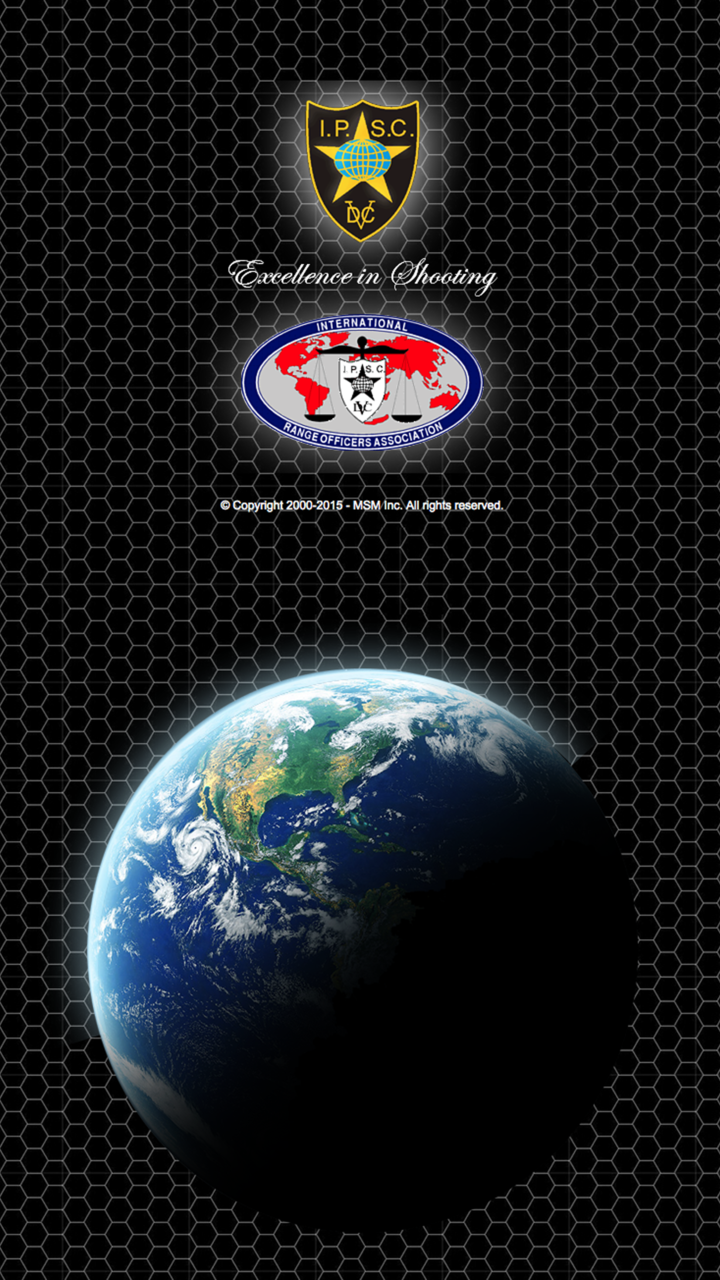 I.P. S.C.
DVC
Excellence in Shooting
INTERNATIONAL
I.P. S.C.
DVC
RANGE OFFICERS ASSOCIATION
© Copyright 2000-2015 - MSM Inc. All rights reserved.